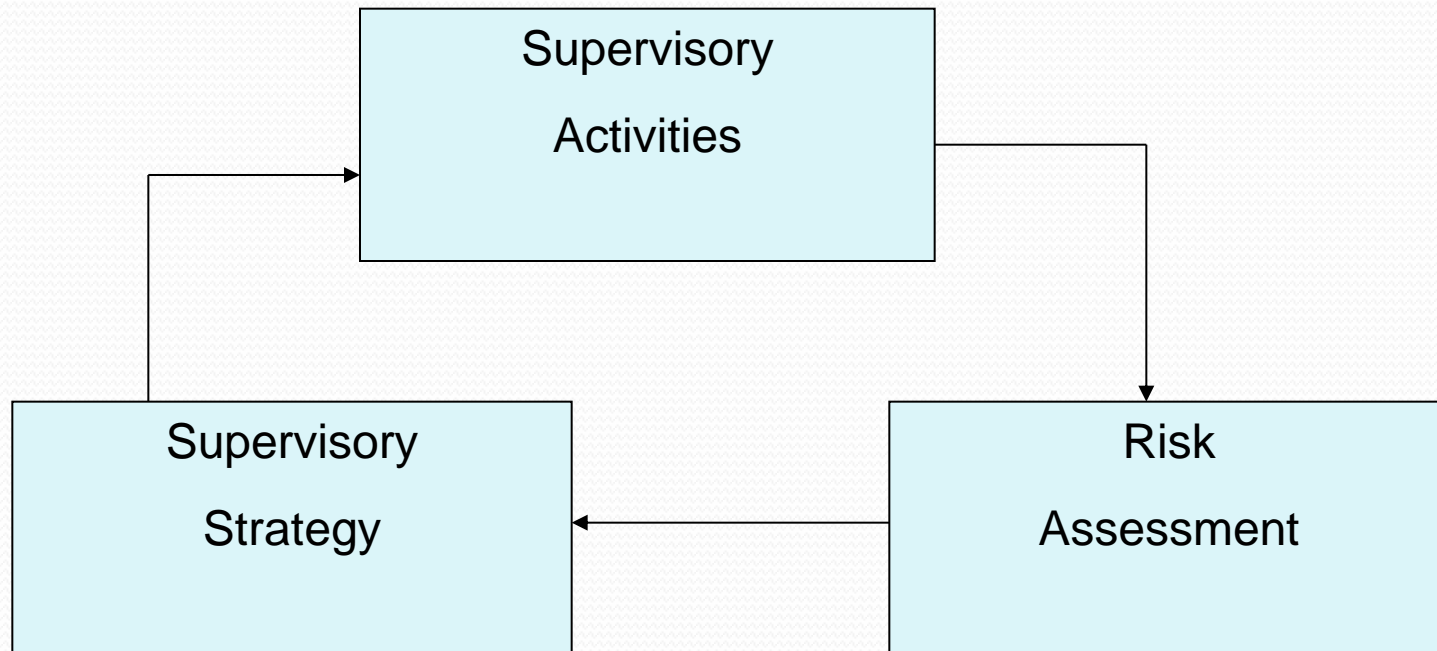 Supervisory
Activities
Supervisory
Strategy
Risk
Assessment